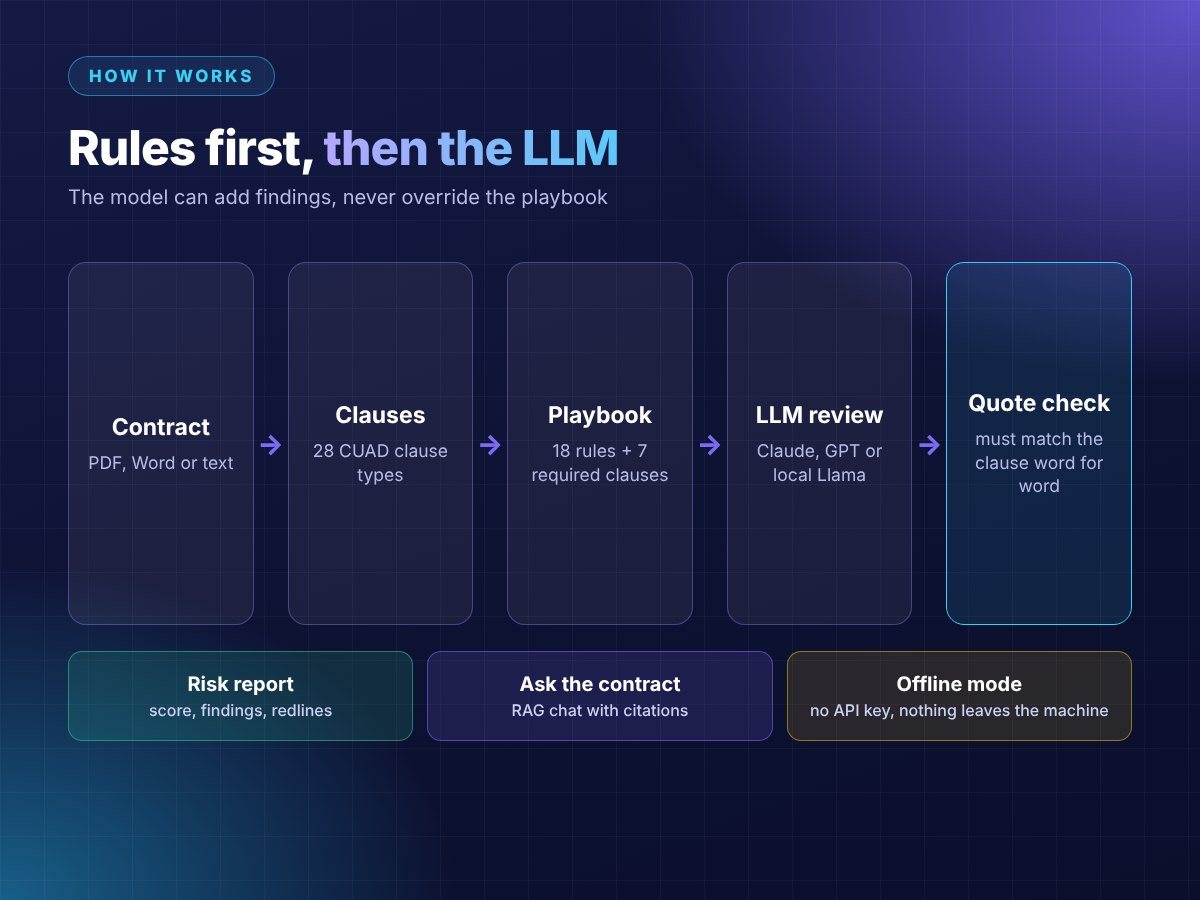 HOW IT WORKS
Rules first, then the LLM
The model can add findings, never override the playbook
Contract
PDF, Word or text
→
Clauses
28 CUAD clause
types
→
Playbook
18 rules + 7
required clauses
→
LLM review
Claude, GPT or
local Llama
→
Quote check
must match the
clause word for
word
Risk report
score, findings, redlines
Ask the contract
RAG chat with citations
Offline mode
no API key, nothing leaves the machine